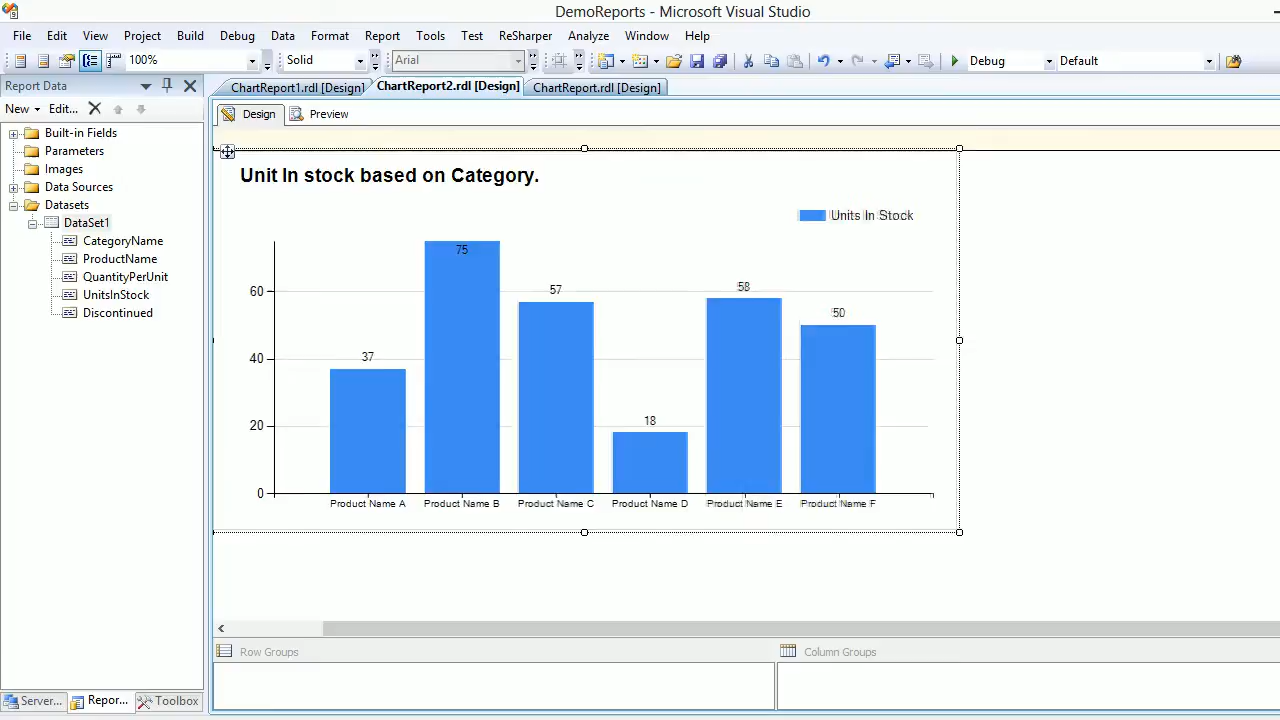 DemoReports - Microsoft Visual Studio
File Edit View Project Build Debug Data Format Report Tools Test ReSharper Analyze Window Help
100% Solid Arial Debug Default
Report Data
ChartReport1.rdl [Design] ChartReport2.rdl [Design] ChartReport.rdl [Design]
New Edit...
Design Preview
Built-in Fields
Parameters
Images
Data Sources
Datasets
DataSet1
CategoryName
ProductName
QuantityPerUnit
UnitsInStock
Discontinued
Unit In stock based on Category.
Units In Stock
75
57
58
50
37
18
60
40
20
0
Product Name A Product Name B Product Name C Product Name D Product Name E Product Name F
Row Groups Column Groups
Server... Repor... Toolbox